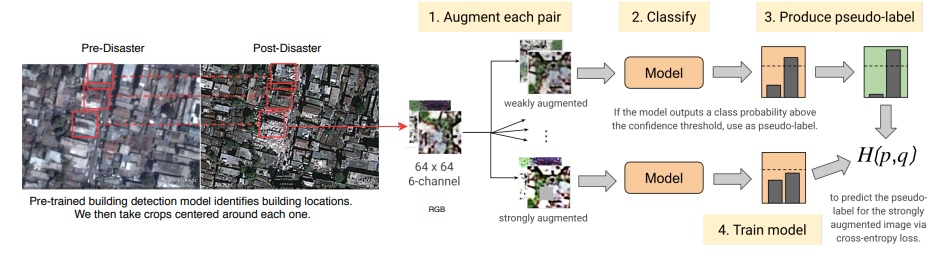 1. Augment each pair
2. Classify
3. Produce pseudo-label
Pre-Disaster
Post-Disaster
Model
weakly augmented
If the model outputs a class probability above
the confidence threshold, use as pseudo-label.
64 x 64
6-channel
RGB
⋮
H(p,q)
Model
strongly augmented
to predict the pseudo-
label for the strongly
augmented image via
cross-entropy loss.
4. Train model
Google
Pre-trained building detection model identifies building locations.
We then take crops centered around each one.